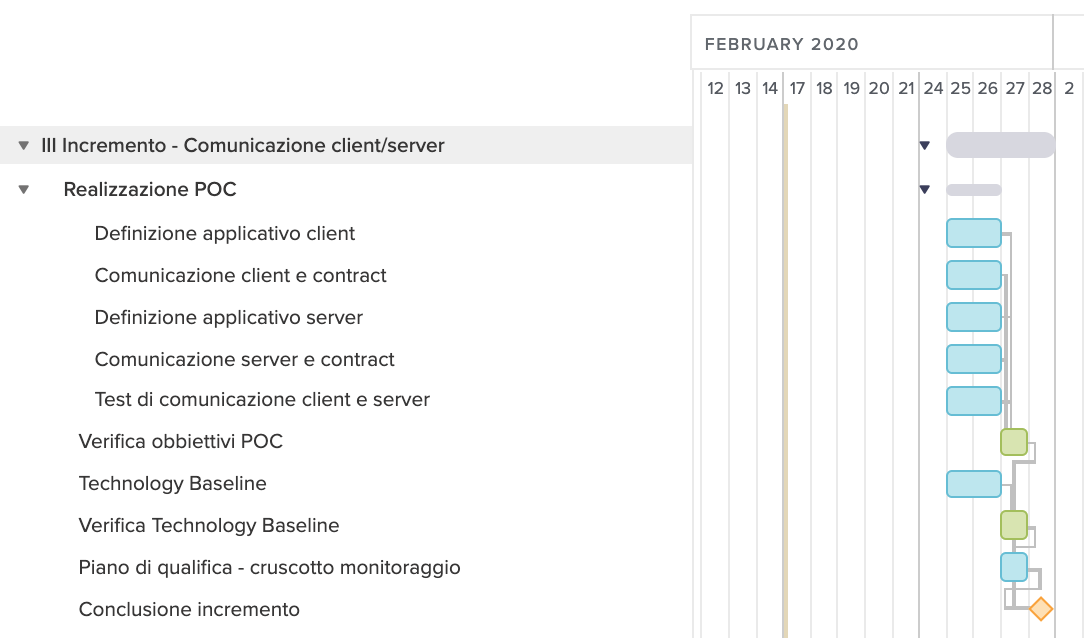 FEBRUARY 2020
12 13 14 17 18 19 20 21 24 25 26 27 28 2
III Incremento - Comunicazione client/server
Realizzazione POC
Definizione applicativo client
Comunicazione client e contract
Definizione applicativo server
Comunicazione server e contract
Test di comunicazione client e server
Verifica obbiettivi POC
Technology Baseline
Verifica Technology Baseline
Piano di qualifica - cruscotto monitoraggio
Conclusione incremento